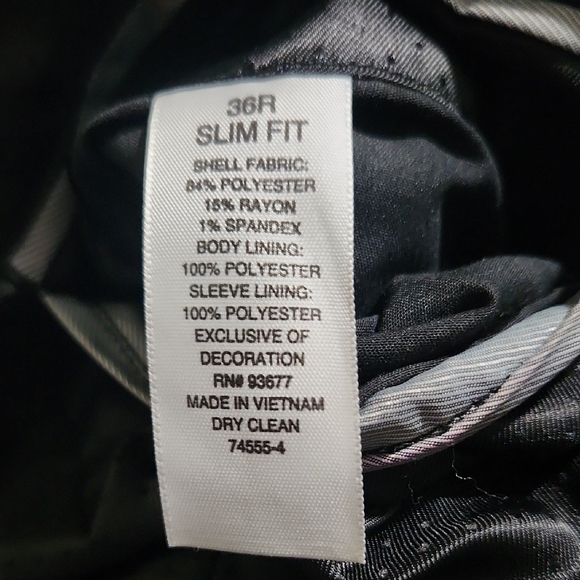 36R
SLIM FIT
SHELL FABRIC:
84% POLYESTER
15% RAYON
1% SPANDEX
BODY LINING:
100% POLYESTER
SLEEVE LINING:
100% POLYESTER
EXCLUSIVE OF
DECORATION
RN# 93677
MADE IN VIETNAM
DRY CLEAN
74555-4